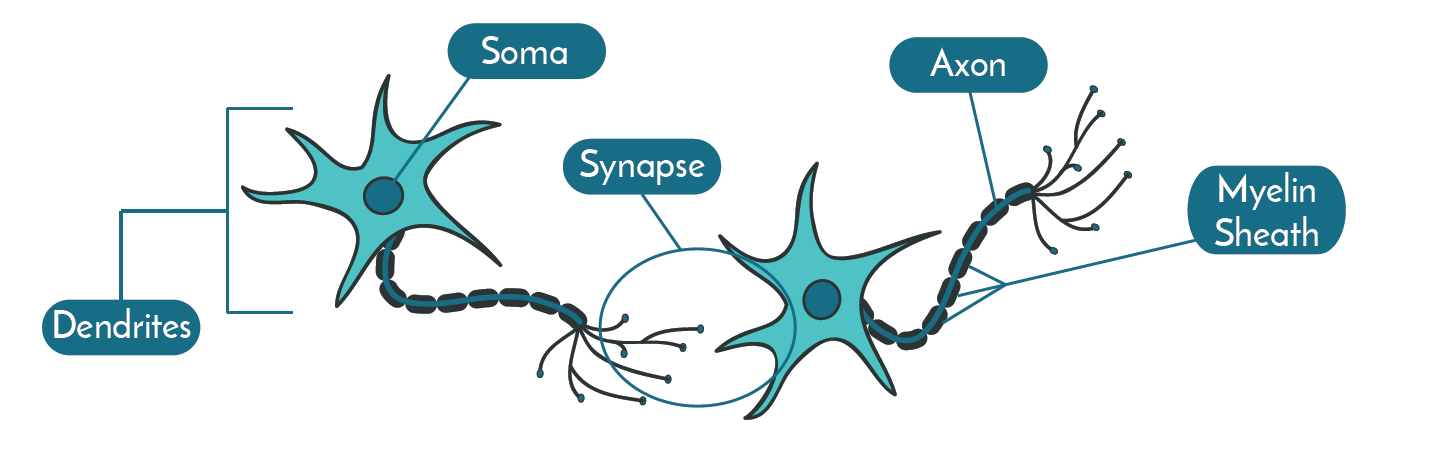 Soma
Axon
Synapse
Myelin
Sheath
Dendrites